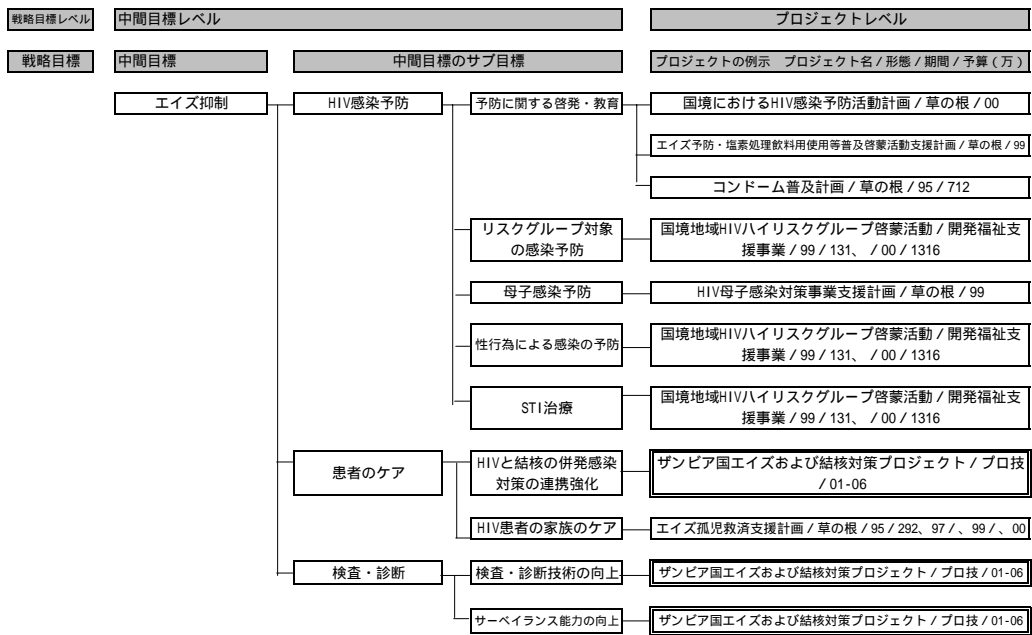 戦略目標レベル
中間目標レベル
プロジェクトレベル
戦略目標
中間目標
中間目標のサブ目標
プロジェクトの例示　プロジェクト名/形態/期間/予算(万)
エイズ抑制
HIV感染予防
予防に関する啓発・教育
国境におけるHIV感染予防活動計画/草の根/00
エイズ予防・塩素処理飲料用使用等普及啓蒙活動支援計画/草の根/99
コンドーム普及計画/草の根/95/712
リスクグループ対象
の感染予防
国境地域HIVハイリスクグループ啓蒙活動/開発福祉支
援事業/99/131、/00/1316
母子感染予防
HIV母子感染対策事業支援計画/草の根/99
性行為による感染の予防
国境地域HIVハイリスクグループ啓蒙活動/開発福祉支
援事業/99/131、/00/1316
STI治療
国境地域HIVハイリスクグループ啓蒙活動/開発福祉支
援事業/99/131、/00/1316
患者のケア
HIVと結核の併発感染
対策の連携強化
ザンビア国エイズおよび結核対策プロジェクト/プロ技
/01-06
HIV患者の家族のケア
エイズ孤児救済支援計画/草の根/95/292、97/、99/、00
検査・診断
検査・診断技術の向上
ザンビア国エイズおよび結核対策プロジェクト/プロ技/01-06
サーベイランス能力の向上
ザンビア国エイズおよび結核対策プロジェクト/プロ技/01-06